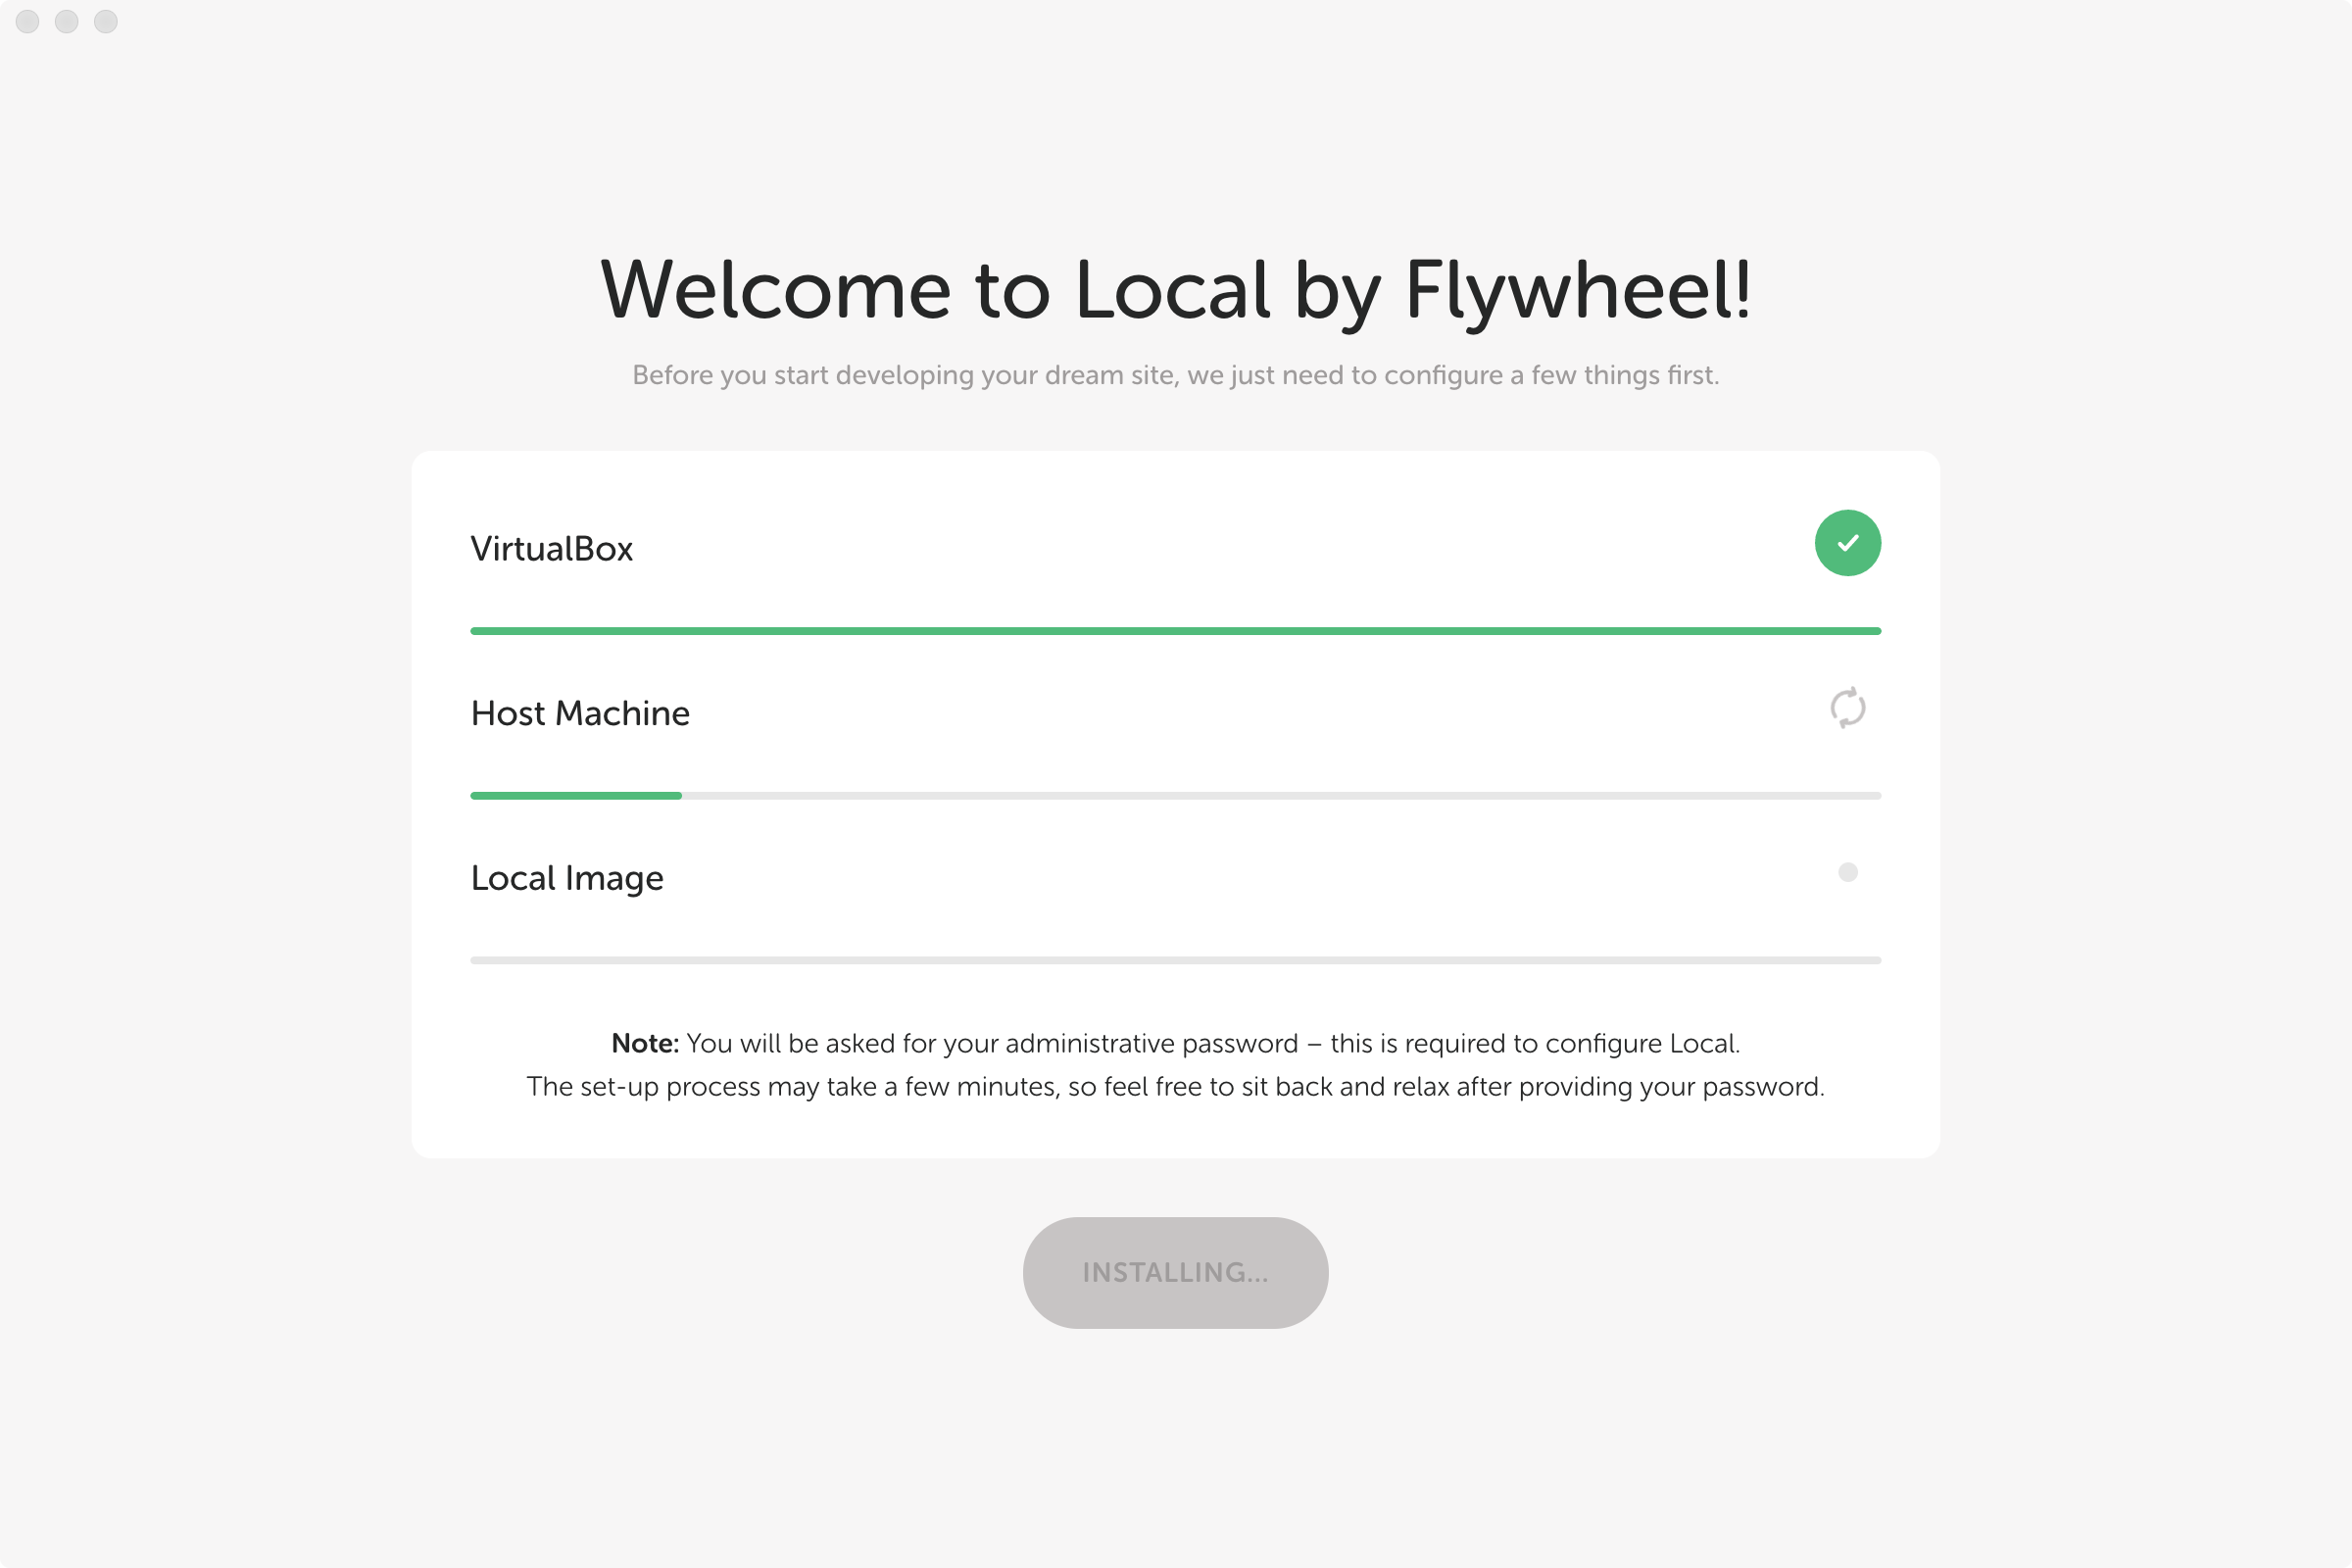 Welcome to Local by Flywheel!
Before you start developing your dream site, we just need to configure a few things first.
VirtualBox
Host Machine
Local Image
Note: You will be asked for your administrative password – this is required to configure Local.
The set-up process may take a few minutes, so feel free to sit back and relax after providing your password.
INSTALLING...